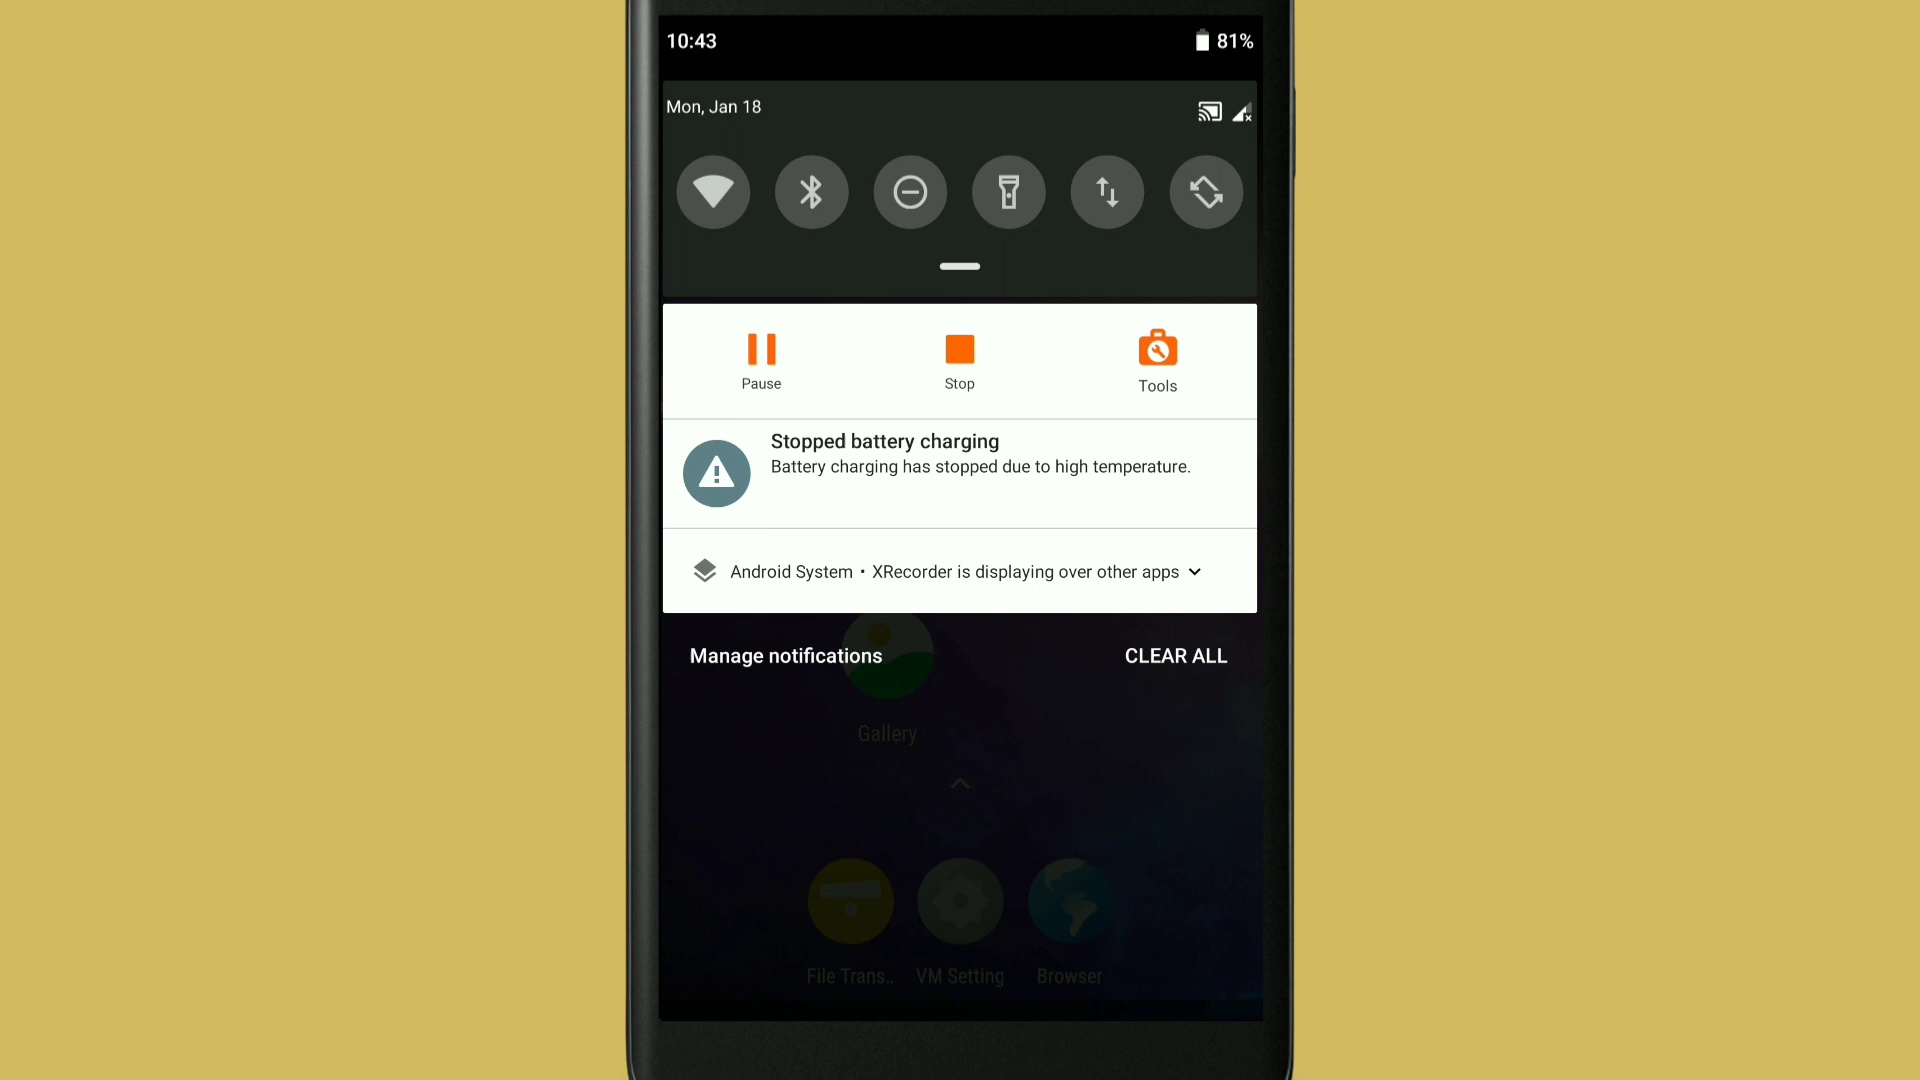 10:43
81%
Mon, Jan 18
Pause
Stop
Tools
Stopped battery charging
Battery charging has stopped due to high temperature.
Android System • XRecorder is displaying over other apps
Manage notifications
CLEAR ALL
Gallery
File Trans..
VM Setting
Browser